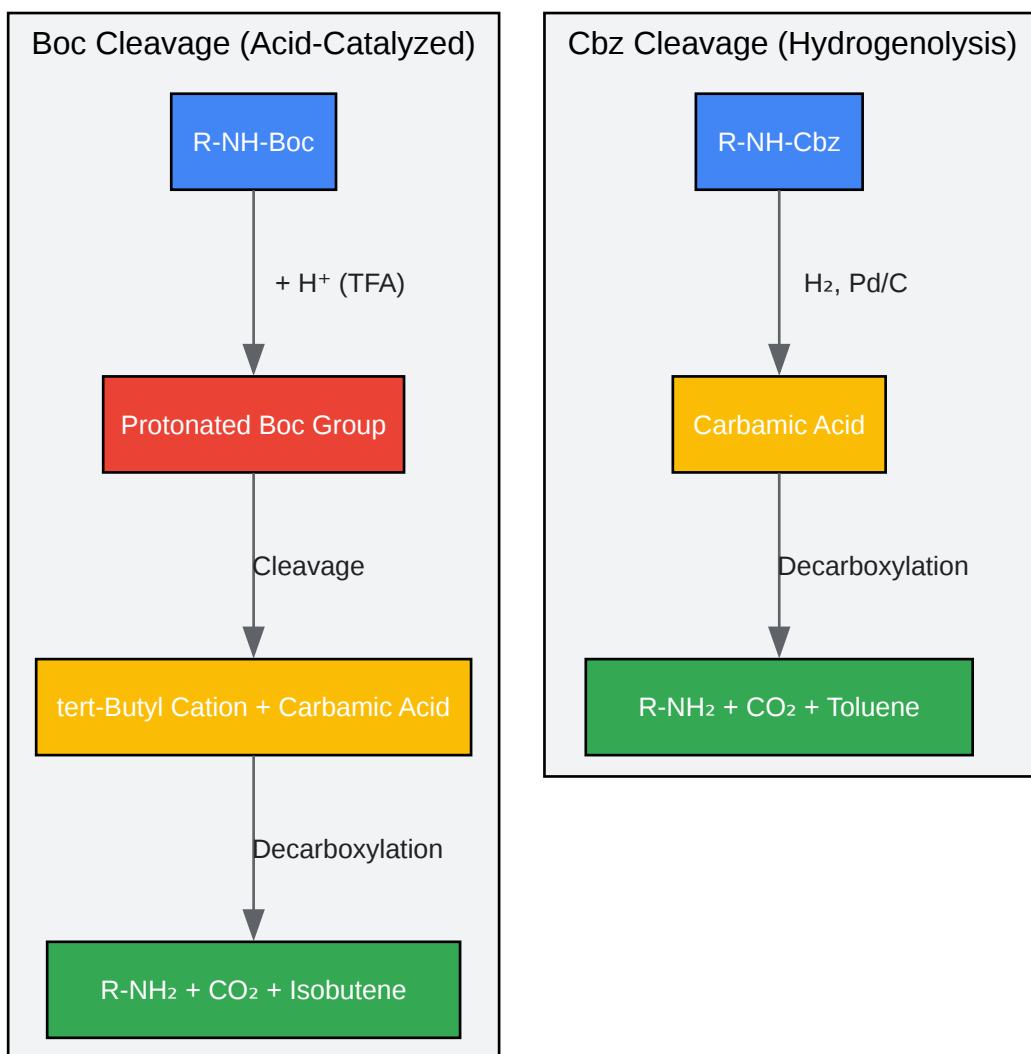 Boc Cleavage (Acid-Catalyzed)
R-NH-Boc
+ H⁺ (TFA)
Protonated Boc Group
Cleavage
tert-Butyl Cation + Carbamic Acid
Decarboxylation
R-NH₂ + CO₂ + Isobutene
Cbz Cleavage (Hydrogenolysis)
R-NH-Cbz
H₂, Pd/C
Carbamic Acid
Decarboxylation
R-NH₂ + CO₂ + Toluene